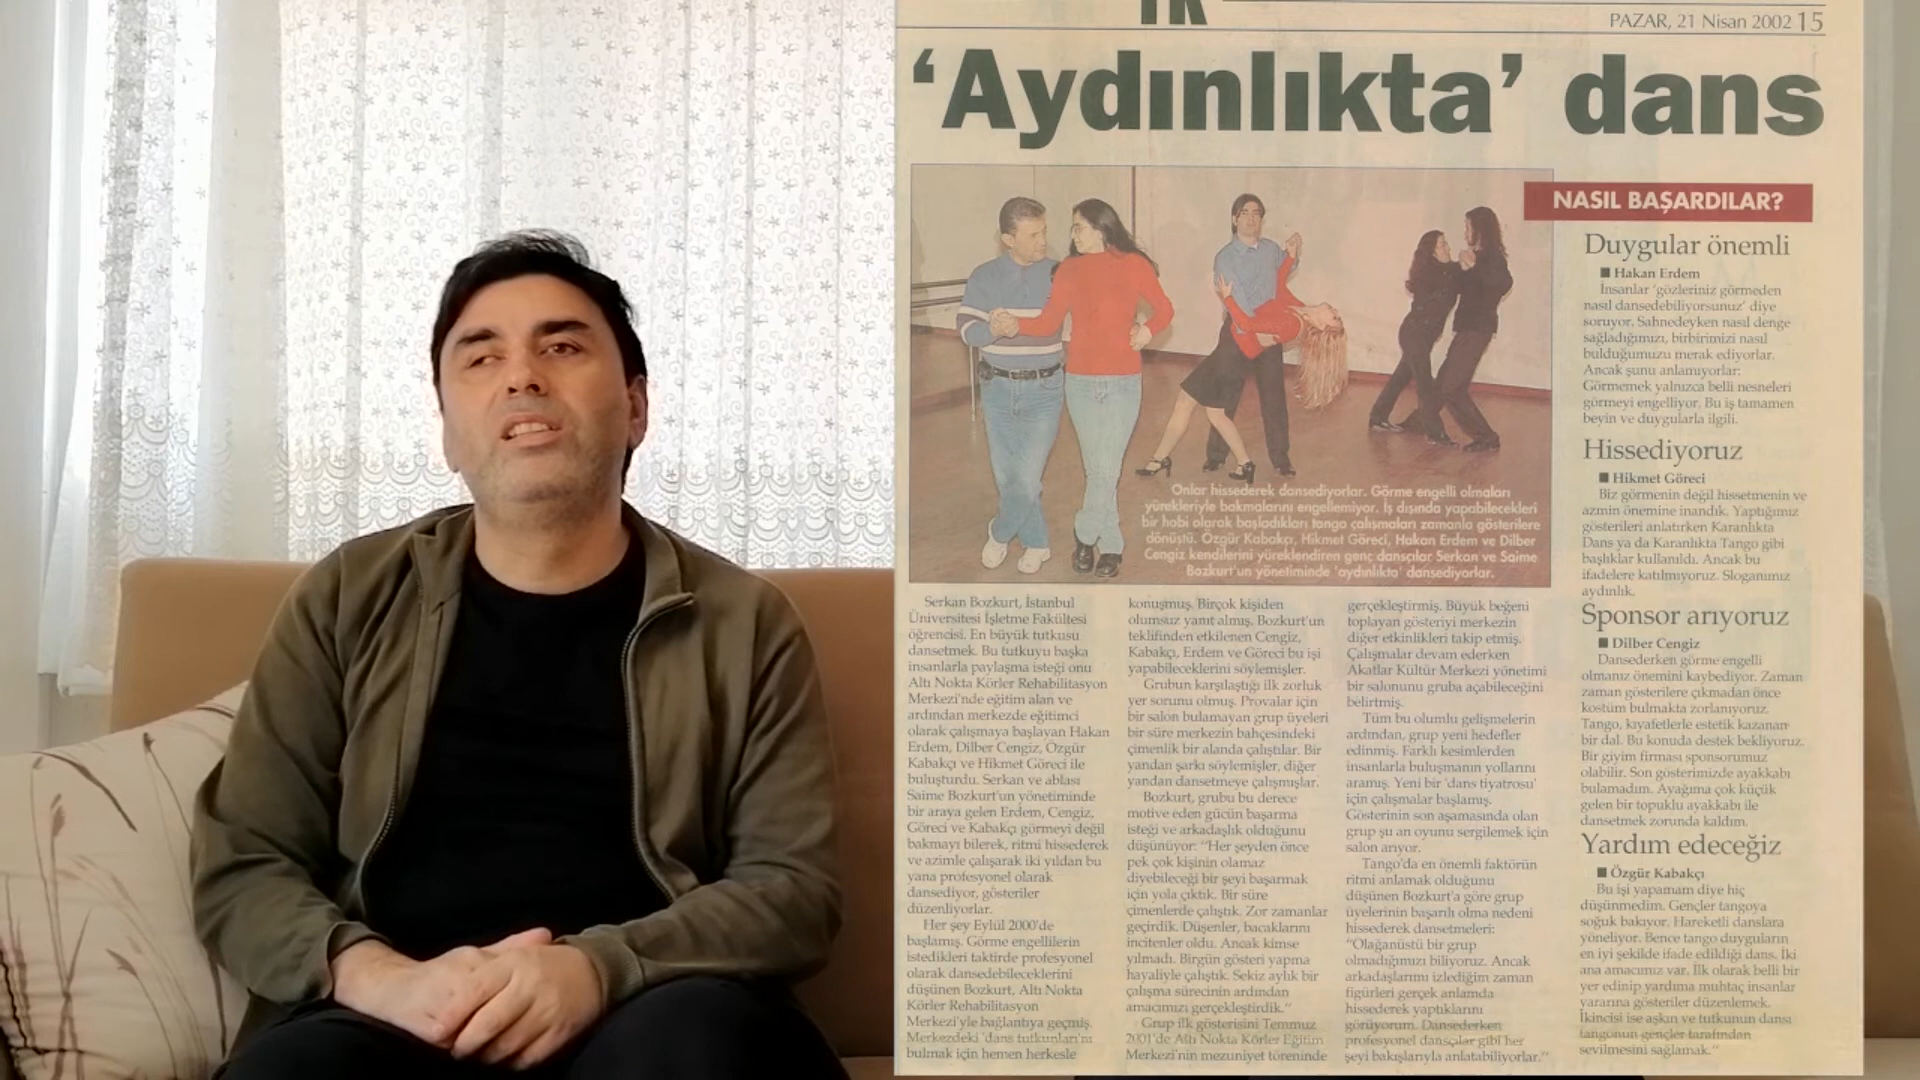 PAZAR, 21 Nisan 2002 15
'Aydınlıkta' dans
Onlar hissederek dansediyorlar. Görme engelli olmaları
yürekleriyle bakmalarını engellemiyor. İş dışında yapabilecekleri
bir hobi olarak başladıkları tango çalışmaları zamanla gösterilere
dönüştü. Özgür Kabakçı, Hikmet Göreci, Hakan Erdem ve Dilber
Cengiz kendilerini yüreklendiren genç dansçılar Serkan ve Saime
Bozkurt'un yönetiminde 'aydınlıkta' dansediyorlar.
Serkan Bozkurt, İstanbul
Üniversitesi İşletme Fakültesi
öğrencisi. En büyük tutkusu
dansetmek. Bu tutkuyu başka
insanlarla paylaşma isteği onu
Altı Nokta Körler Rehabilitasyon
Merkezi'nde eğitim alan ve
ardından merkezde eğitimci
olarak çalışmaya başlayan Hakan
Erdem, Dilber Cengiz, Özgür
Kabakçı ve Hikmet Göreci ile
buluşturdu. Serkan ve ablası
Saime Bozkurt'un yönetiminde
bir araya gelen Erdem, Cengiz,
Göreci ve Kabakçı görmeyi değil
bakmayı bilerek, ritmi hissederek
ve azimle çalışarak iki yıldan bu
yana profesyonel olarak
dansediyor, gösteriler
düzenliyorlar.
Her şey Eylül 2000'de
başlamış. Görme engellilerin
istedikleri taktirde profesyonel
olarak dansedebileceklerini
düşünen Bozkurt, Altı Nokta
Körler Rehabilitasyon
Merkezi'yle bağlantıya geçmiş.
Merkezdeki 'dans tutkunları'nı
bulmak için hemen herkesle
konuşmuş. Birçok kişiden
olumsuz yanıt almış. Bozkurt'un
teklifinden etkilenen Cengiz,
Kabakçı, Erdem ve Göreci bu işi
yapabileceklerini söylemişler.
Grubun karşılaştığı ilk zorluk
yer sorunu olmuş. Provalar için
bir salon bulamayan grup üyeleri
bir süre merkezin bahçesindeki
çimenlik bir alanda çalıştılar. Bir
yandan şarkı söylemişler, diğer
yandan dansetmeye çalışmışlar.
Bozkurt, grubu bu derece
motive eden gücün başarma
isteği ve arkadaşlık olduğunu
düşünüyor: "Her şeyden önce
pek çok kişinin olamaz
diyebileceği bir şeyi başarmak
için yola çıktık. Bir süre
çimenlerde çalıştık. Zor zamanlar
geçirdik. Düşenler, bacaklarını
incitenler oldu. Ancak kimse
yılmadı. Birgün gösteri yapma
hayaliyle çalıştık. Sekiz aylık bir
çalışma sürecinin ardından
amacımızı gerçekleştirdik."
Grup ilk gösterisini Temmuz
2001'de Altı Nokta Körler Eğitim
Merkezi'nin mezuniyet töreninde
gerçekleştirmiş. Büyük beğeni
toplayan gösteriyi merkezin
diğer etkinlikleri takip etmiş.
Çalışmalar devam ederken
Akatlar Kültür Merkezi yönetimi
bir salonunu gruba açabileceğini
belirtmiş.
Tüm bu olumlu gelişmelerin
ardından, grup yeni hedefler
edinmiş. Farklı kesimlerden
insanlarla buluşmanın yollarını
aramış. Yeni bir 'dans tiyatrosu'
için çalışmalar başlamış.
Gösterinin son aşamasında olan
grup şu an oyunu sergilemek için
salon arıyor.
Tango'da en önemli faktörün
ritmi anlamak olduğunu
düşünen Bozkurt'a göre grup
üyelerinin başarılı olma nedeni
hissederek dansetmeleri:
"Olağanüstü bir grup
olmadığımızı biliyoruz. Ancak
arkadaşlarımı izlediğim zaman
figürleri gerçek anlamda
hissederek yaptıklarını
görüyorum. Dansederken
profesyonel dansçılar gibi her
şeyi bakışlarıyla anlatabiliyorlar."
NASIL BAŞARDILAR?
Duygular önemli
■ Hakan Erdem
İnsanlar 'gözleriniz görmeden
nasıl dansedebiliyorsunuz' diye
soruyor. Sahnedeyken nasıl denge
sağladığımızı, birbirimizi nasıl
bulduğumuzu merak ediyorlar.
Ancak şunu anlamıyorlar:
Görmemek yalnızca belli nesneleri
görmeyi engelliyor. Bu iş tamamen
beyin ve duygularla ilgili.
Hissediyoruz
■ Hikmet Göreci
Biz görmenin değil hissetmenin ve
azmin önemine inandık. Yaptığımız
gösterileri anlatırken Karanlıkta
Dans ya da Karanlıkta Tango gibi
başlıklar kullanıldı. Ancak bu
ifadelere katılmıyoruz. Sloganımız
aydınlık.
Sponsor arıyoruz
■ Dilber Cengiz
Dansederken görme engelli
olmanız önemini kaybediyor. Zaman
zaman gösterilere çıkmadan önce
kostüm bulmakta zorlanıyoruz.
Tango, kıyafetlerle estetik kazanan
bir dal. Bu konuda destek bekliyoruz.
Bir giyim firması sponsorumuz
olabilir. Son gösterimizde ayakkabı
bulamadım. Ayağıma çok küçük
gelen bir topuklu ayakkabı ile
dansetmek zorunda kaldım.
Yardım edeceğiz
■ Özgür Kabakçı
Bu işi yapamam diye hiç
düşünmedim. Gençler tangoya
soğuk bakıyor. Hareketli danslara
yöneliyor. Bence tango duyguların
en iyi şekilde ifade edildiği dans. İki
ana amacımız var. İlk olarak belli bir
yer edinip yardıma muhtaç insanlar
yararına gösteriler düzenlemek.
İkincisi ise aşkın ve tutkunun dansı
tangonun gençler tarafından
sevilmesini sağlamak."